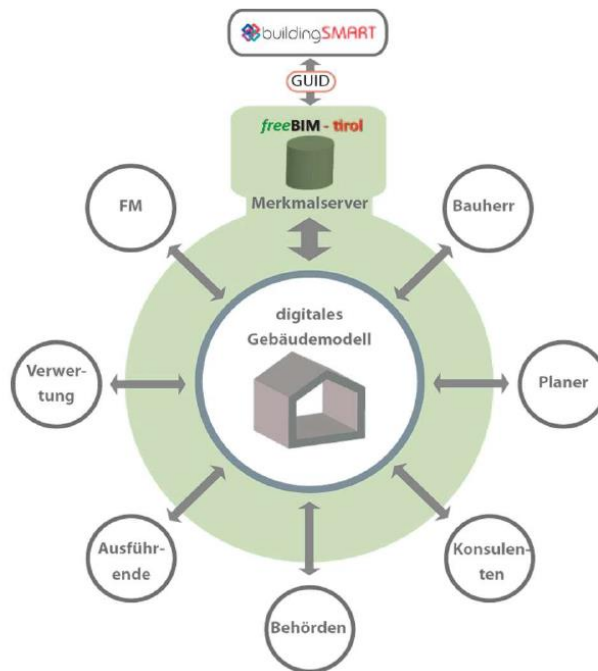 buildingSMART
GUID
freeBIM - tirol
Merkmalserver
FM
Bauherr
digitales
Gebäudemodell
Verwer-
tung
Planer
Ausführ-
ende
Konsulen-
ten
Behörden